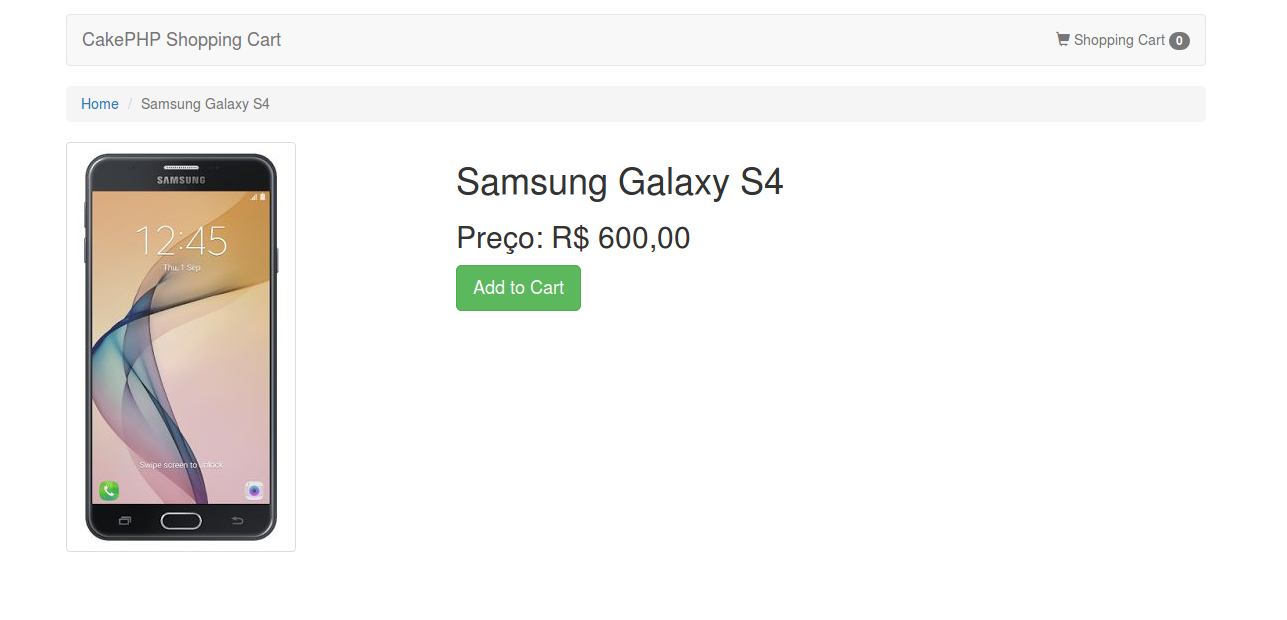 CakePHP Shopping Cart
Shopping Cart 0
Home / Samsung Galaxy S4
SAMSUNG
12:45
Thu, 1 Sep
Swipe screen to unlock
Samsung Galaxy S4
Preço: R$ 600,00
Add to Cart